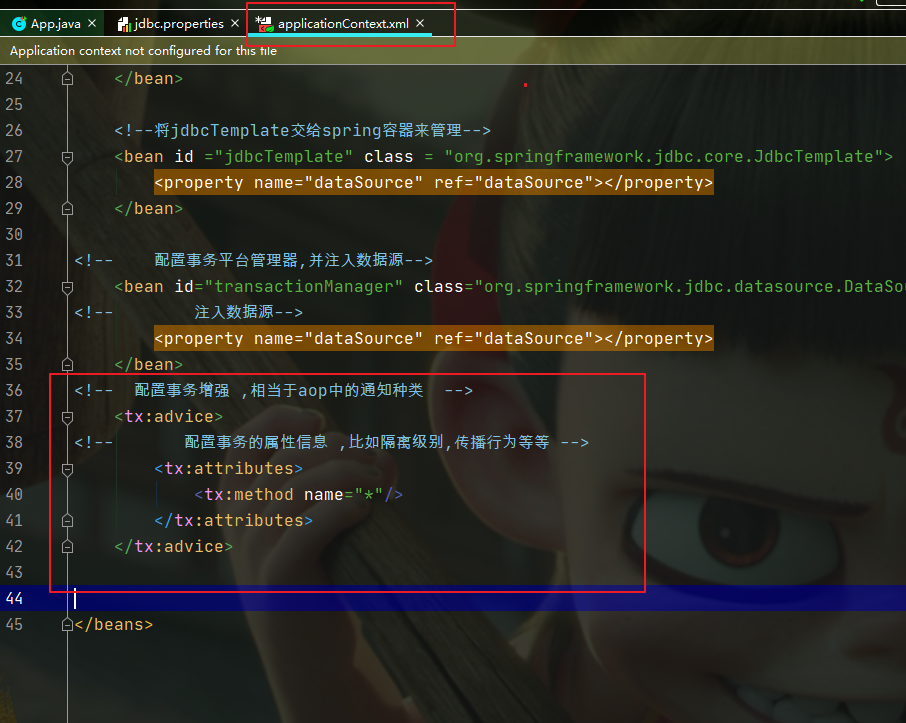 App.java
jdbc.properties
applicationContext.xml
Application context not configured for this file
24 </bean>
25
26 <!--将jdbcTemplate交给spring容器来管理-->
27 <bean id ="jdbcTemplate" class = "org.springframework.jdbc.core.JdbcTemplate">
28 <property name="dataSource" ref="dataSource"></property>
29 </bean>
30
31 <!-- 配置事务平台管理器,并注入数据源-->
32 <bean id="transactionManager" class="org.springframework.jdbc.datasource.DataSou
33 <!-- 注入数据源-->
34 <property name="dataSource" ref="dataSource"></property>
35 </bean>
36 <!-- 配置事务增强 ,相当于aop中的通知种类 -->
37 <tx:advice>
38 <!-- 配置事务的属性信息 ,比如隔离级别,传播行为等等 -->
39 <tx:attributes>
40 <tx:method name="*"/>
41 </tx:attributes>
42 </tx:advice>
43
44
45 </beans>